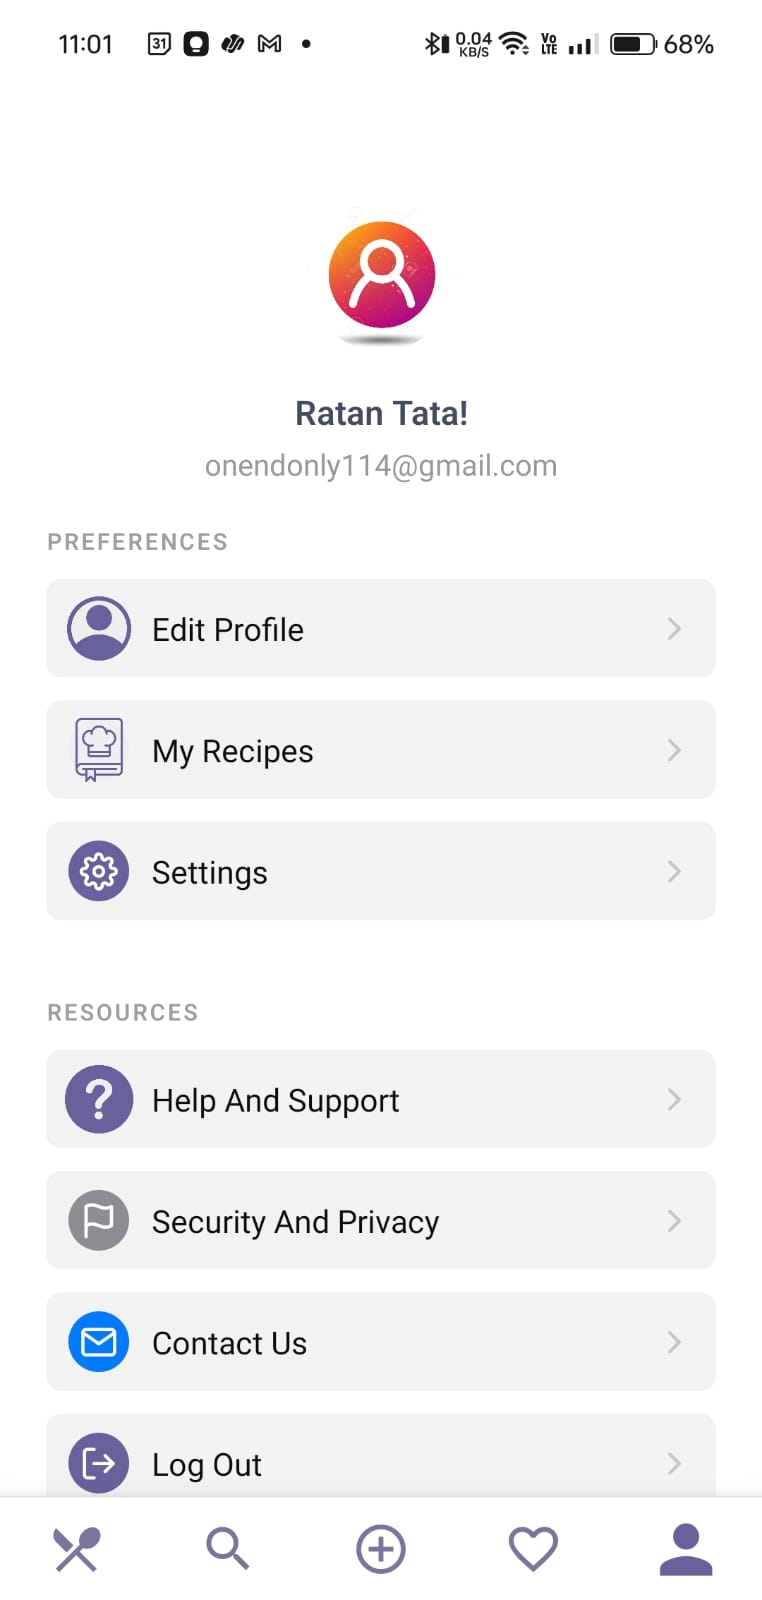 11:01 31 0.04 KB/S Vo LTE 68%
Ratan Tata!
onendonly114@gmail.com
PREFERENCES
Edit Profile
My Recipes
Settings
RESOURCES
Help And Support
Security And Privacy
Contact Us
Log Out